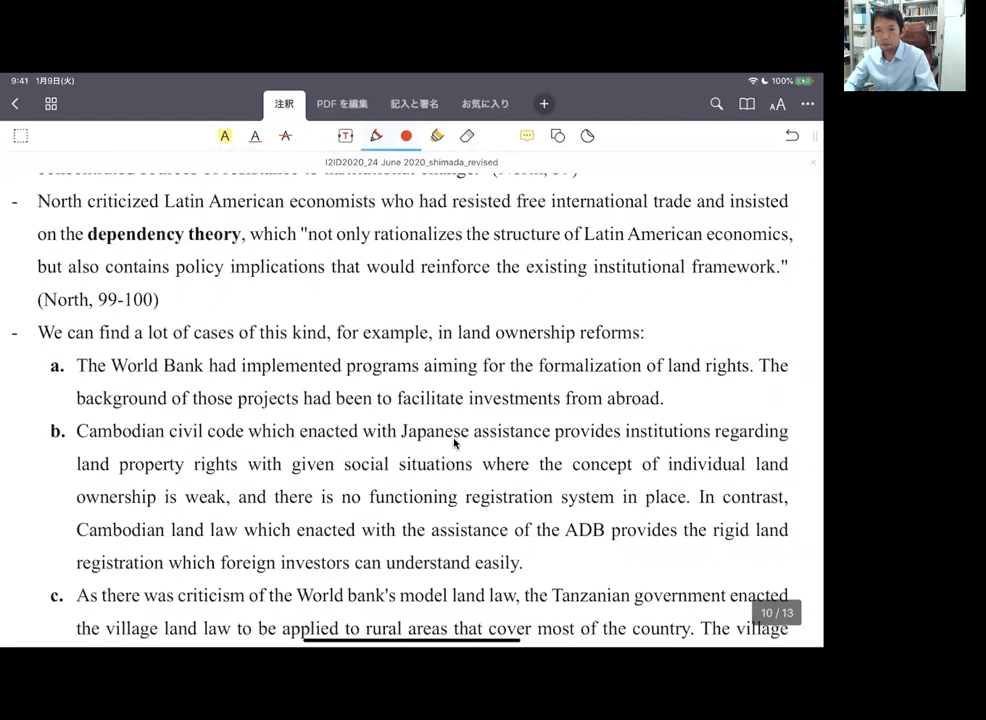 9:41 1月9日(火)
100%
注釈 PDF を編集 記入と署名 お気に入り
I2ID2020_24 June 2020_shimada_revised
- North criticized Latin American economists who had resisted free international trade and insisted
on the dependency theory, which "not only rationalizes the structure of Latin American economics,
but also contains policy implications that would reinforce the existing institutional framework."
(North, 99-100)
- We can find a lot of cases of this kind, for example, in land ownership reforms:
a. The World Bank had implemented programs aiming for the formalization of land rights. The
background of those projects had been to facilitate investments from abroad.
b. Cambodian civil code which enacted with Japanese assistance provides institutions regarding
land property rights with given social situations where the concept of individual land
ownership is weak, and there is no functioning registration system in place. In contrast,
Cambodian land law which enacted with the assistance of the ADB provides the rigid land
registration which foreign investors can understand easily.
c. As there was criticism of the World bank's model land law, the Tanzanian government enacted
10/13
the village land law to be applied to rural areas that cover most of the country. The village